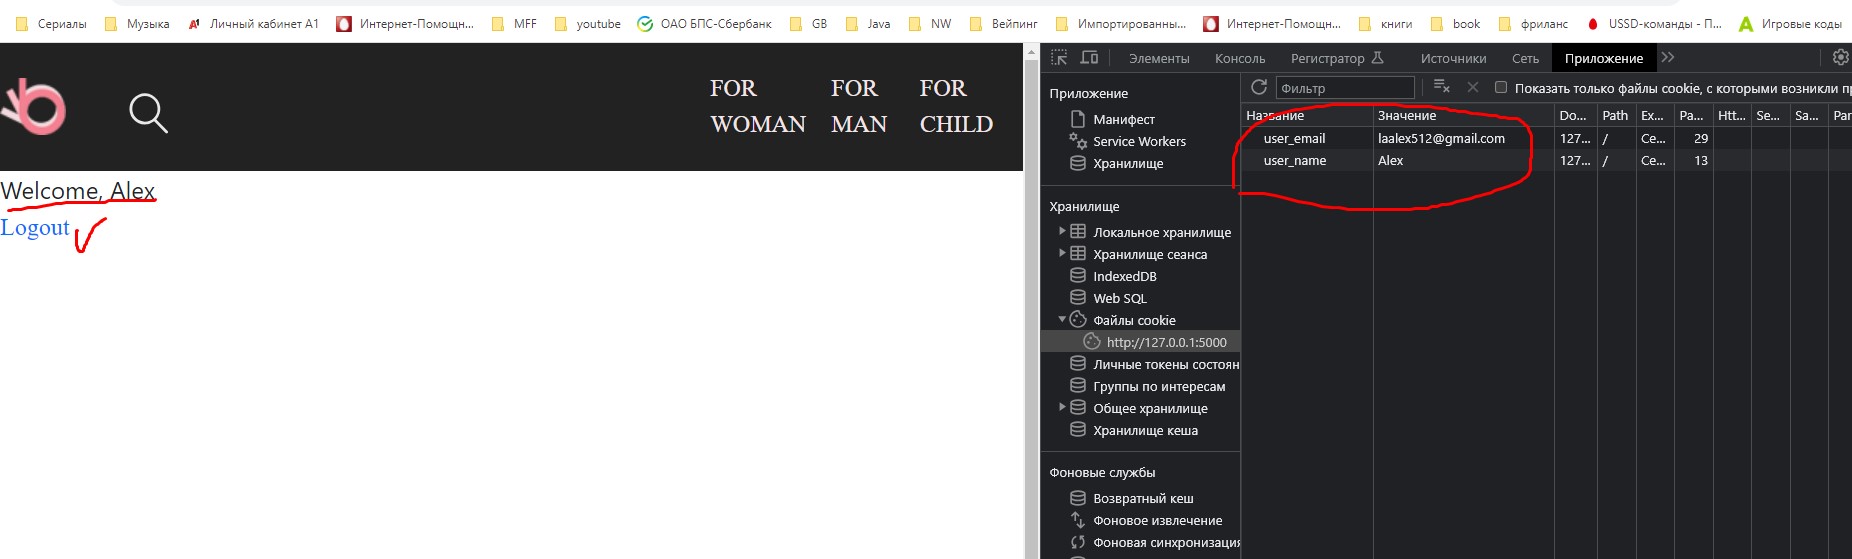 Сериалы Музыка Личный кабинет А1 Интернет-Помощн... MFF youtube ОАО БПС-Сбербанк GB Java NW Вейпинг Импортированны... Интернет-Помощн... книги book фриланс USSD-команды - П... Игровые коды
FOR WOMAN
FOR MAN
FOR CHILD
Welcome, Alex
Logout
Элементы Консоль Регистратор Источники Сеть Приложение
Приложение
Манифест
Service Workers
Хранилище
Хранилище
Локальное хранилище
Хранилище сеанса
IndexedDB
Web SQL
Файлы cookie
http://127.0.0.1:5000
Личные токены состоян
Группы по интересам
Общее хранилище
Хранилище кеша
Фоновые службы
Возвратный кеш
Фоновое извлечение
Фоновая синхронизация
Фильтр Показать только файлы cookie, с которыми возникли пр
Название Значение Do... Path Ex... Ра... Htt... Se... Sa... Par
user_email laalex512@gmail.com 127... / Се... 29
user_name Alex 127... / Се... 13